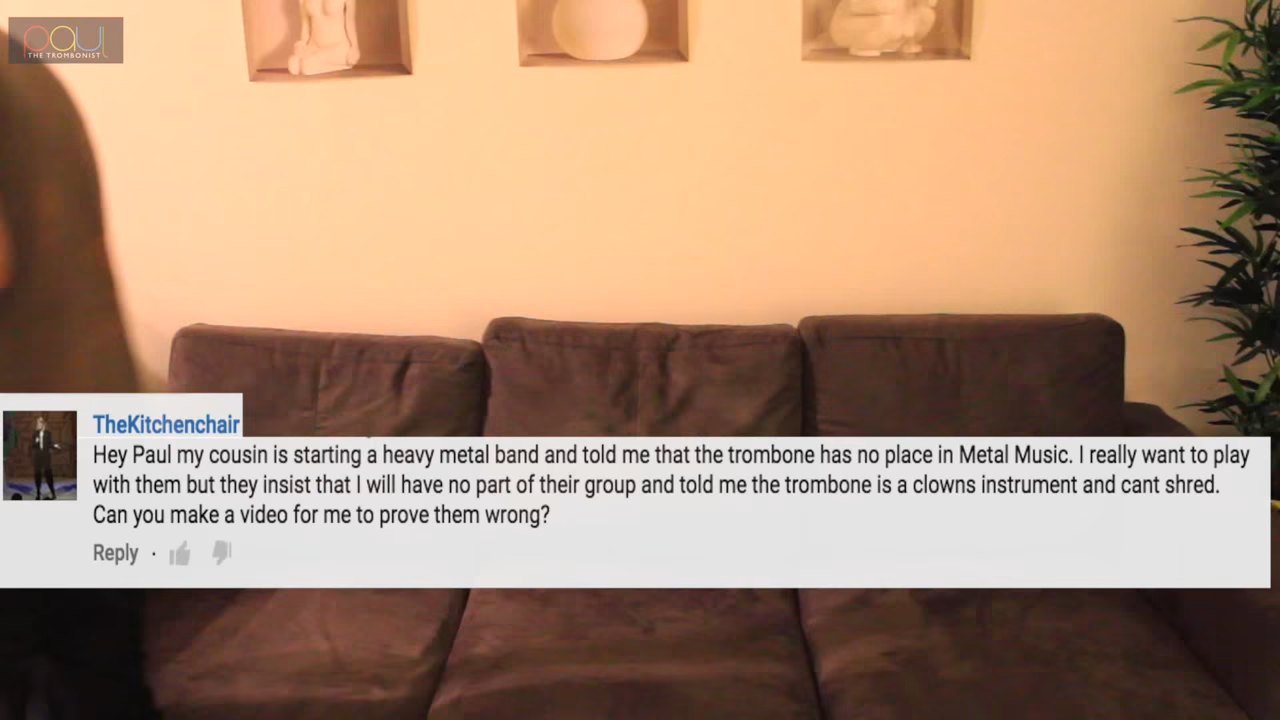 paul
THE TROMBONIST
TheKitchenchair
Hey Paul my cousin is starting a heavy metal band and told me that the trombone has no place in Metal Music. I really want to play
with them but they insist that I will have no part of their group and told me the trombone is a clowns instrument and cant shred.
Can you make a video for me to prove them wrong?
Reply ·